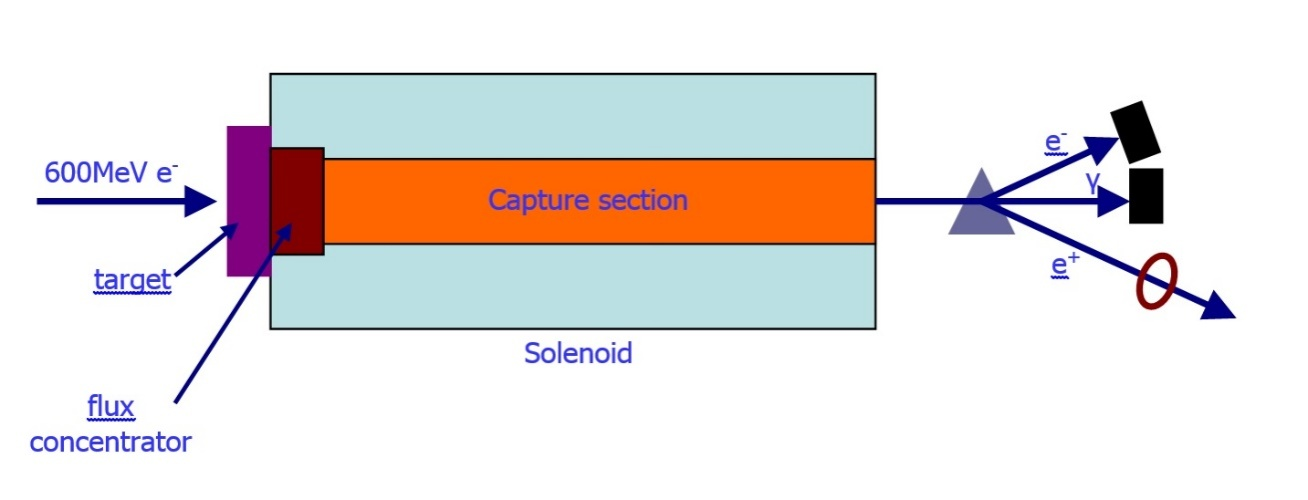 600MeV e⁻
target
flux
concentrator
Capture section
Solenoid
e⁻
γ
e⁺